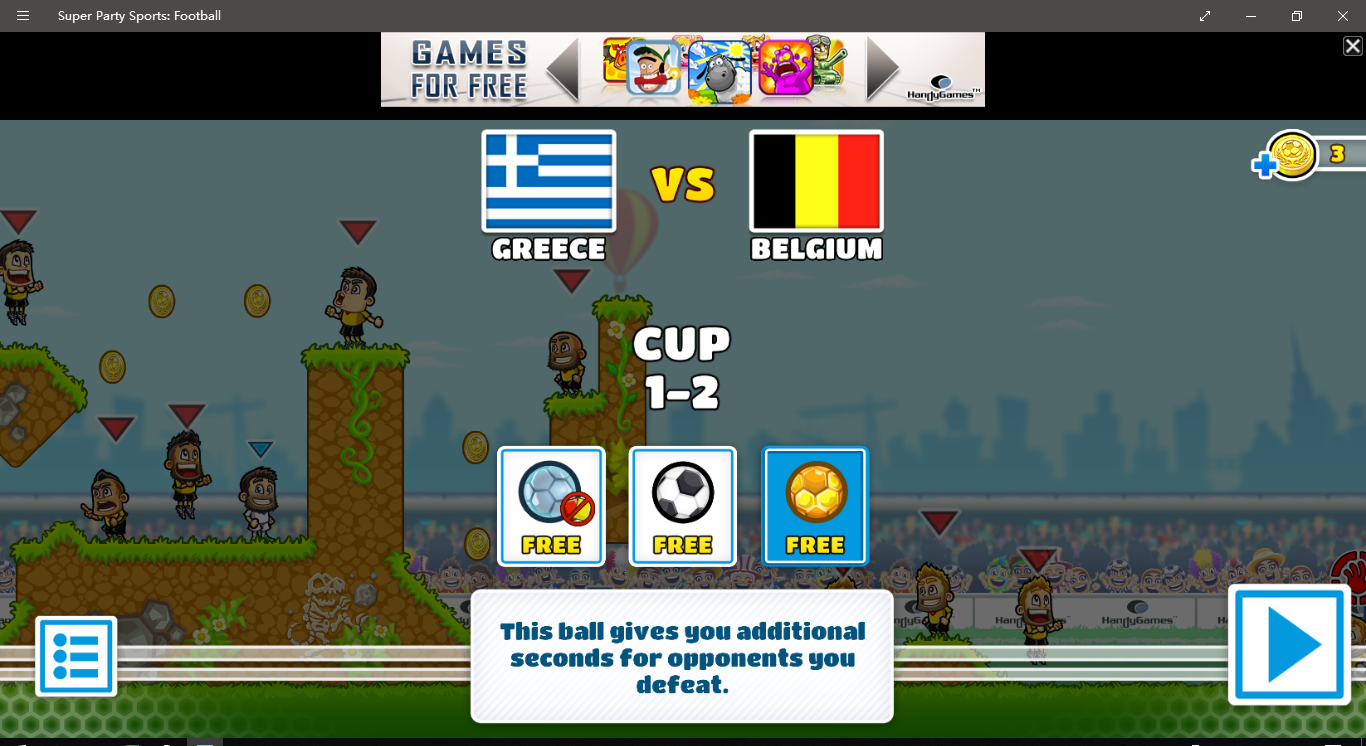 Super Party Sports: Football
GAMES
FOR FREE
HandyGames™
GREECE
VS
BELGIUM
3
CUP
1-2
FREE
FREE
FREE
This ball gives you additional
seconds for opponents you
defeat.
HandyGames